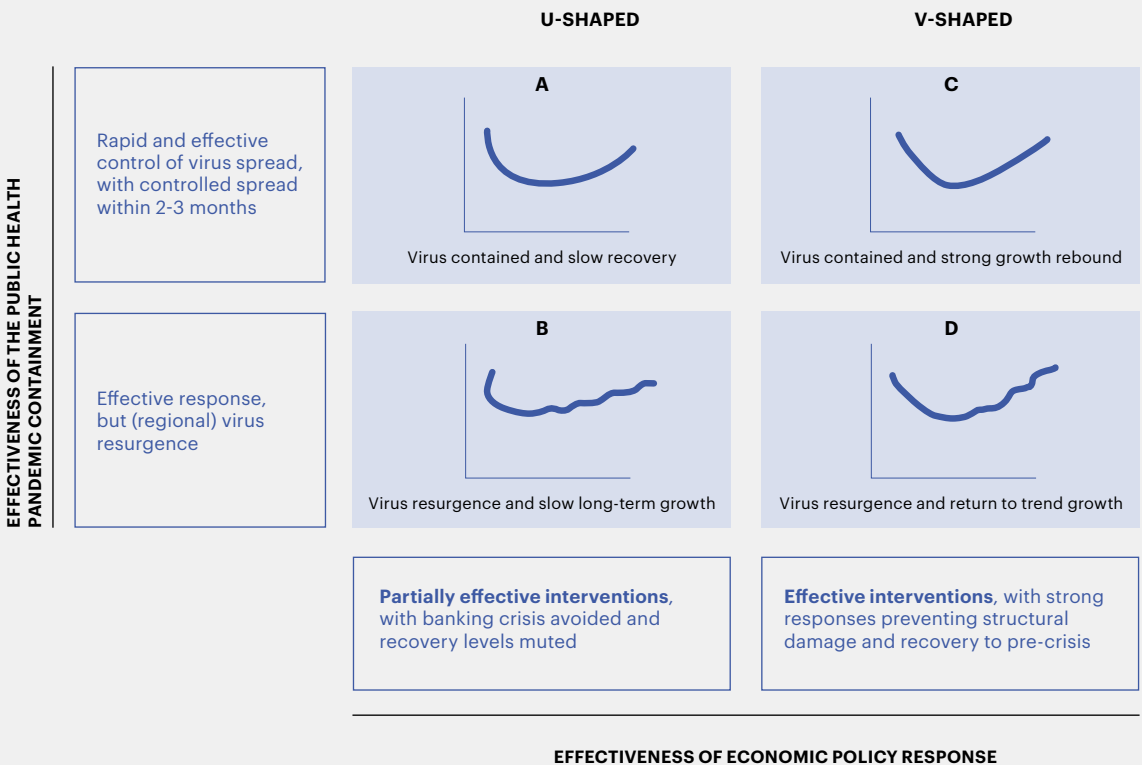 U-SHAPED
V-SHAPED
EFFECTIVENESS OF THE PUBLIC HEALTH
PANDEMIC CONTAINMENT
Rapid and effective
control of virus spread,
with controlled spread
within 2-3 months
A
Virus contained and slow recovery
C
Virus contained and strong growth rebound
Effective response,
but (regional) virus
resurgence
B
Virus resurgence and slow long-term growth
D
Virus resurgence and return to trend growth
Partially effective interventions,
with banking crisis avoided and
recovery levels muted
Effective interventions, with strong
responses preventing structural
damage and recovery to pre-crisis
EFFECTIVENESS OF ECONOMIC POLICY RESPONSE